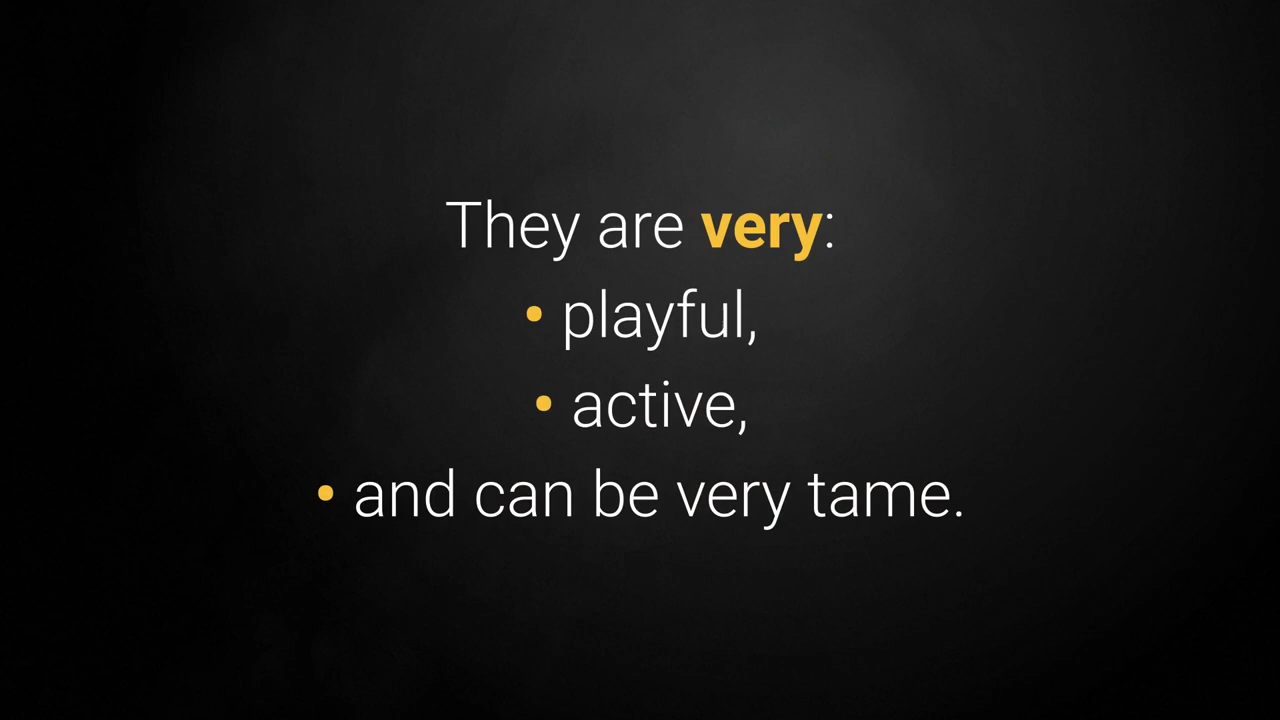 They are very:
• playful,
• active,
• and can be very tame.